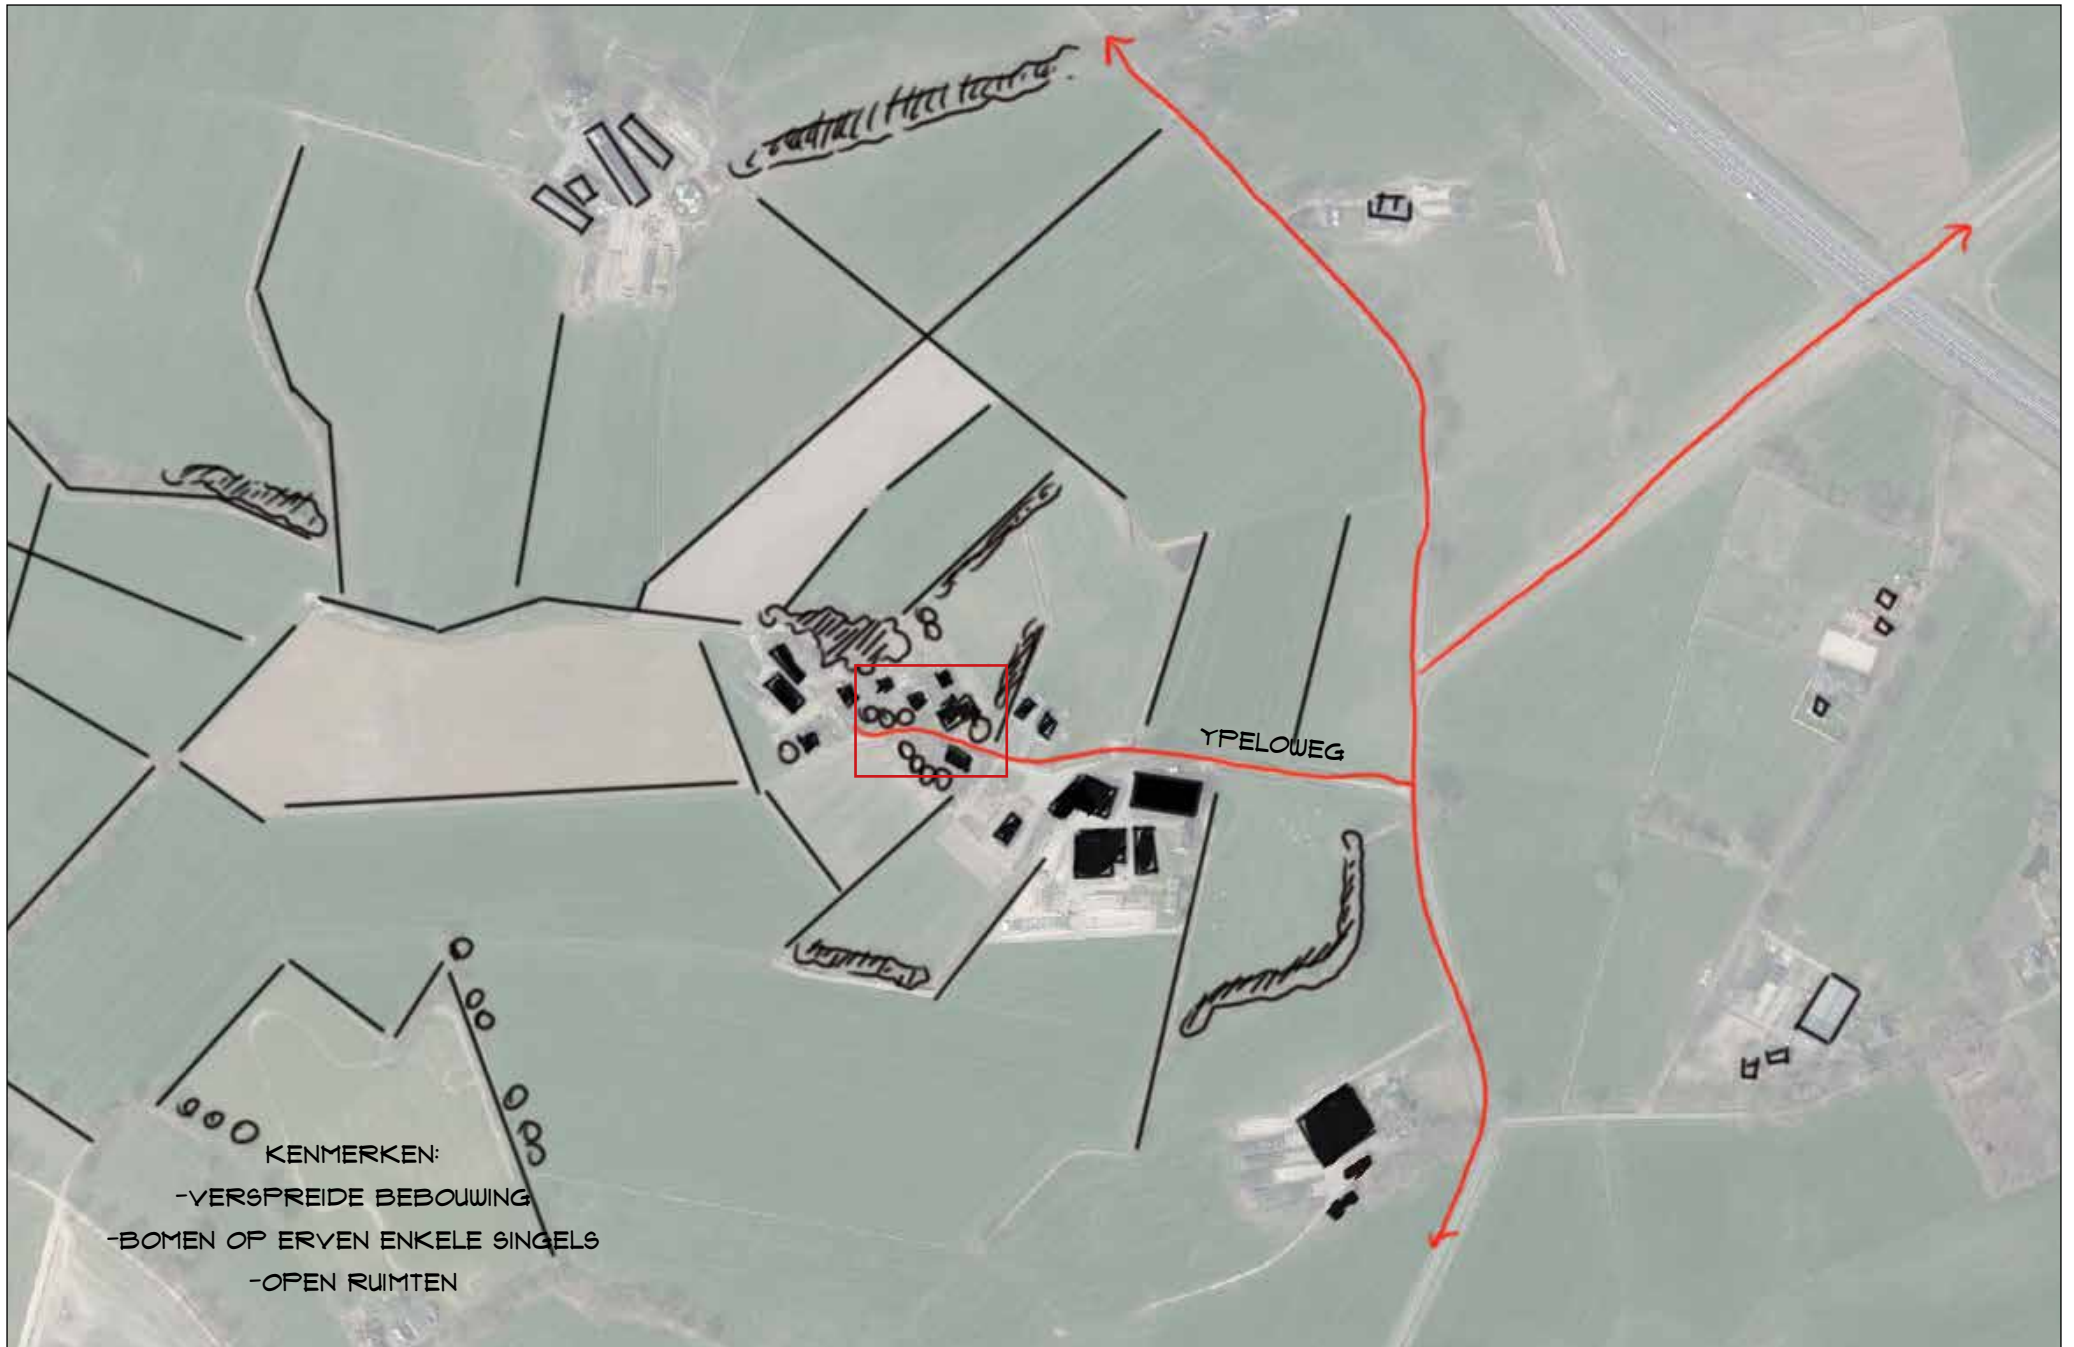 YPELOWEG
KENMERKEN:
-VERSPREIDE BEBOUWING
-BOMEN OP ERVEN ENKELE SINGELS
-OPEN RUIMTEN